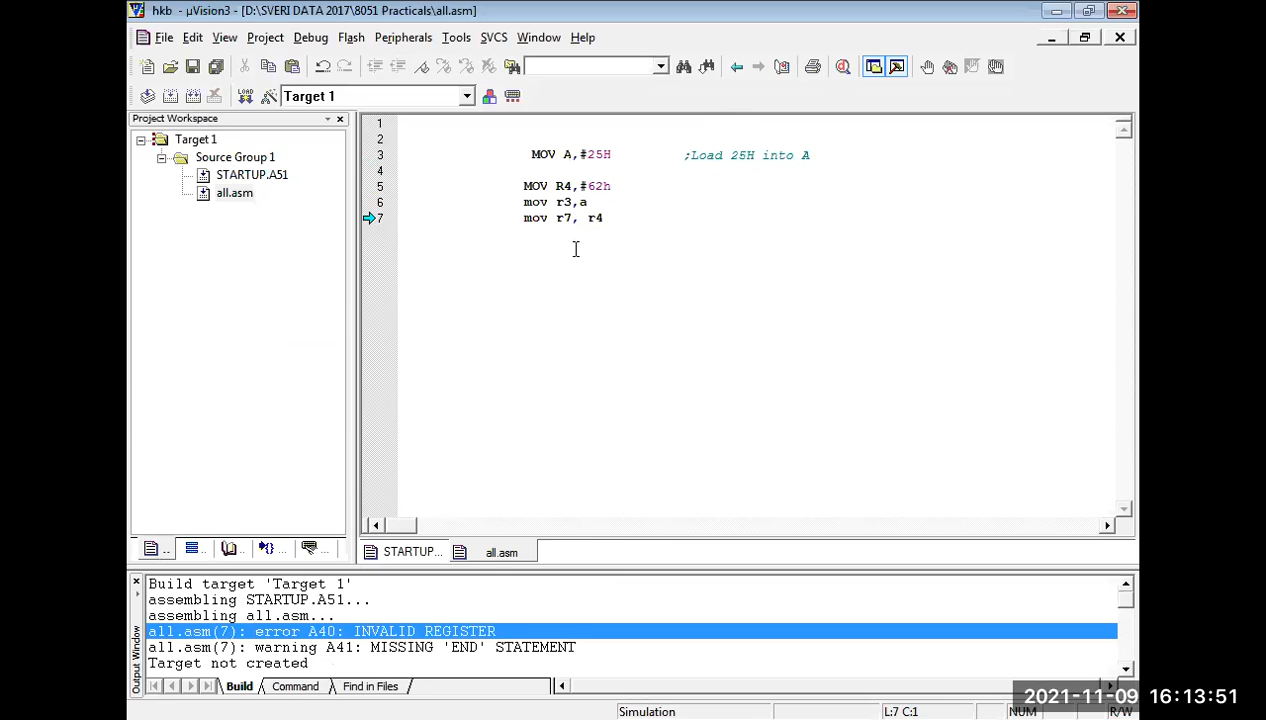 hkb - µVision3 - [D:\SVERI DATA 2017\8051 Practicals\all.asm]
File Edit View Project Debug Flash Peripherals Tools SVCS Window Help
LOAD Target 1
Project Workspace
Target 1
Source Group 1
STARTUP.A51
all.asm
1
2
3 MOV A,#25H ;Load 25H into A
4
5 MOV R4,#62h
6 mov r3,a
7 mov r7, r4
STARTUP... all.asm
Output Window
Build target 'Target 1'
assembling STARTUP.A51...
assembling all.asm...
all.asm(7): error A40: INVALID REGISTER
all.asm(7): warning A41: MISSING 'END' STATEMENT
Target not created
Build Command Find in Files
Simulation L:7 C:1 NUM R/W
2021-11-09 16:13:51